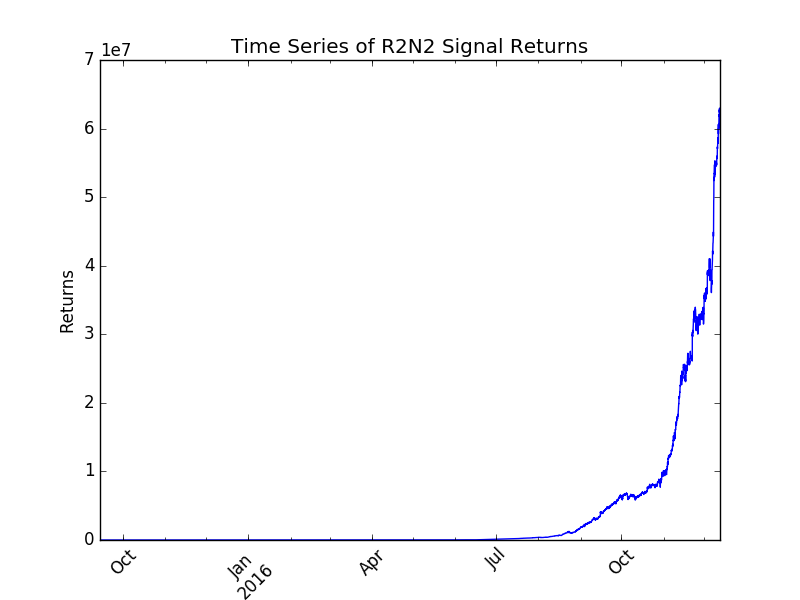 Time Series of R2N2 Signal Returns
1e7
7
6
5
4
3
2
1
0
Returns
Oct
Jan
2016
Apr
Jul
Oct